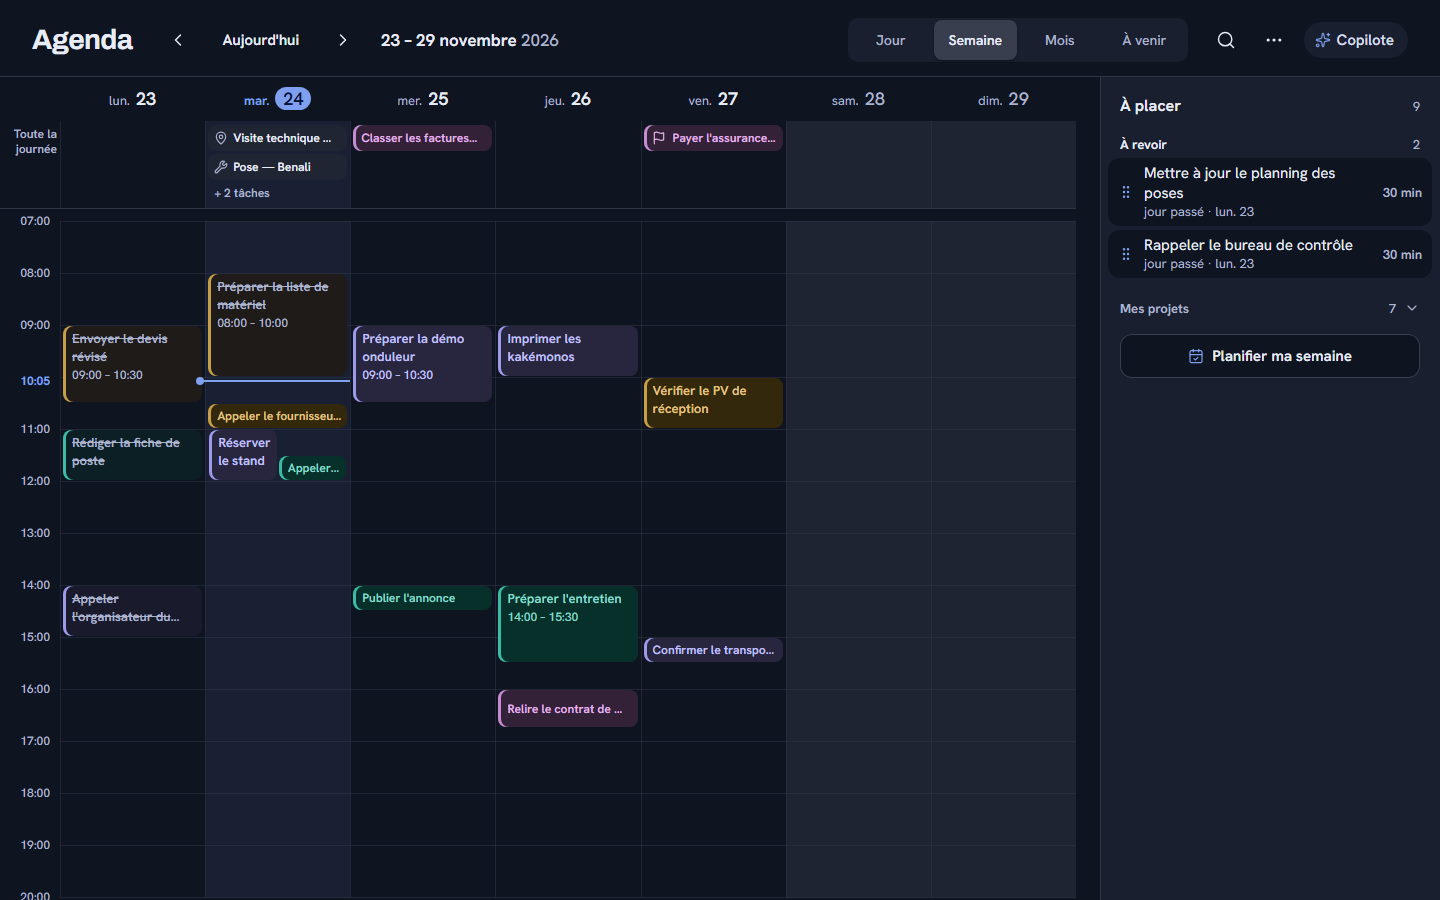 Agenda
Aujourd'hui
23 – 29 novembre 2026
Jour
Semaine
Mois
À venir
Copilote
lun. 23
mar. 24
mer. 25
jeu. 26
ven. 27
sam. 28
dim. 29
Toute la
journée
Visite technique ...
Pose — Benali
+ 2 tâches
Classer les factures...
Payer l'assurance...
07:00
08:00
09:00
10:05
11:00
12:00
13:00
14:00
15:00
16:00
17:00
18:00
19:00
20:00
Envoyer le devis
révisé
09:00 – 10:30
Rédiger la fiche de
poste
Appeler
l'organisateur du...
Préparer la liste de
matériel
08:00 – 10:00
Appeler le fournisseu...
Réserver
le stand
Appeler...
Préparer la démo
onduleur
09:00 – 10:30
Publier l'annonce
Imprimer les
kakémonos
Préparer l'entretien
14:00 – 15:30
Relire le contrat de ...
Vérifier le PV de
réception
Confirmer le transpo...
À placer
9
À revoir
2
Mettre à jour le planning des
poses
jour passé · lun. 23
30 min
Rappeler le bureau de contrôle
jour passé · lun. 23
30 min
Mes projets
7
Planifier ma semaine